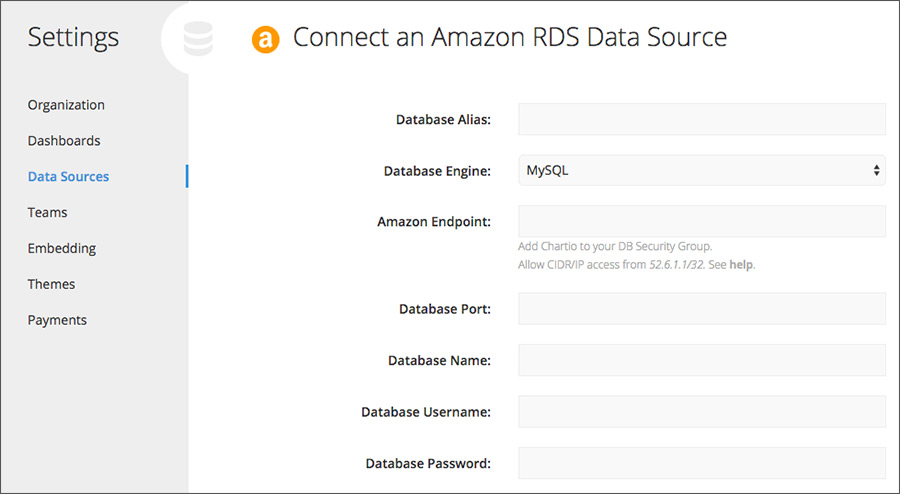 Settings
a Connect an Amazon RDS Data Source
Organization
Dashboards
Data Sources
Teams
Embedding
Themes
Payments
Database Alias:
Database Engine: MySQL
Amazon Endpoint:
Add Chartio to your DB Security Group.
Allow CIDR/IP access from 52.6.1.1/32. See help.
Database Port:
Database Name:
Database Username:
Database Password: